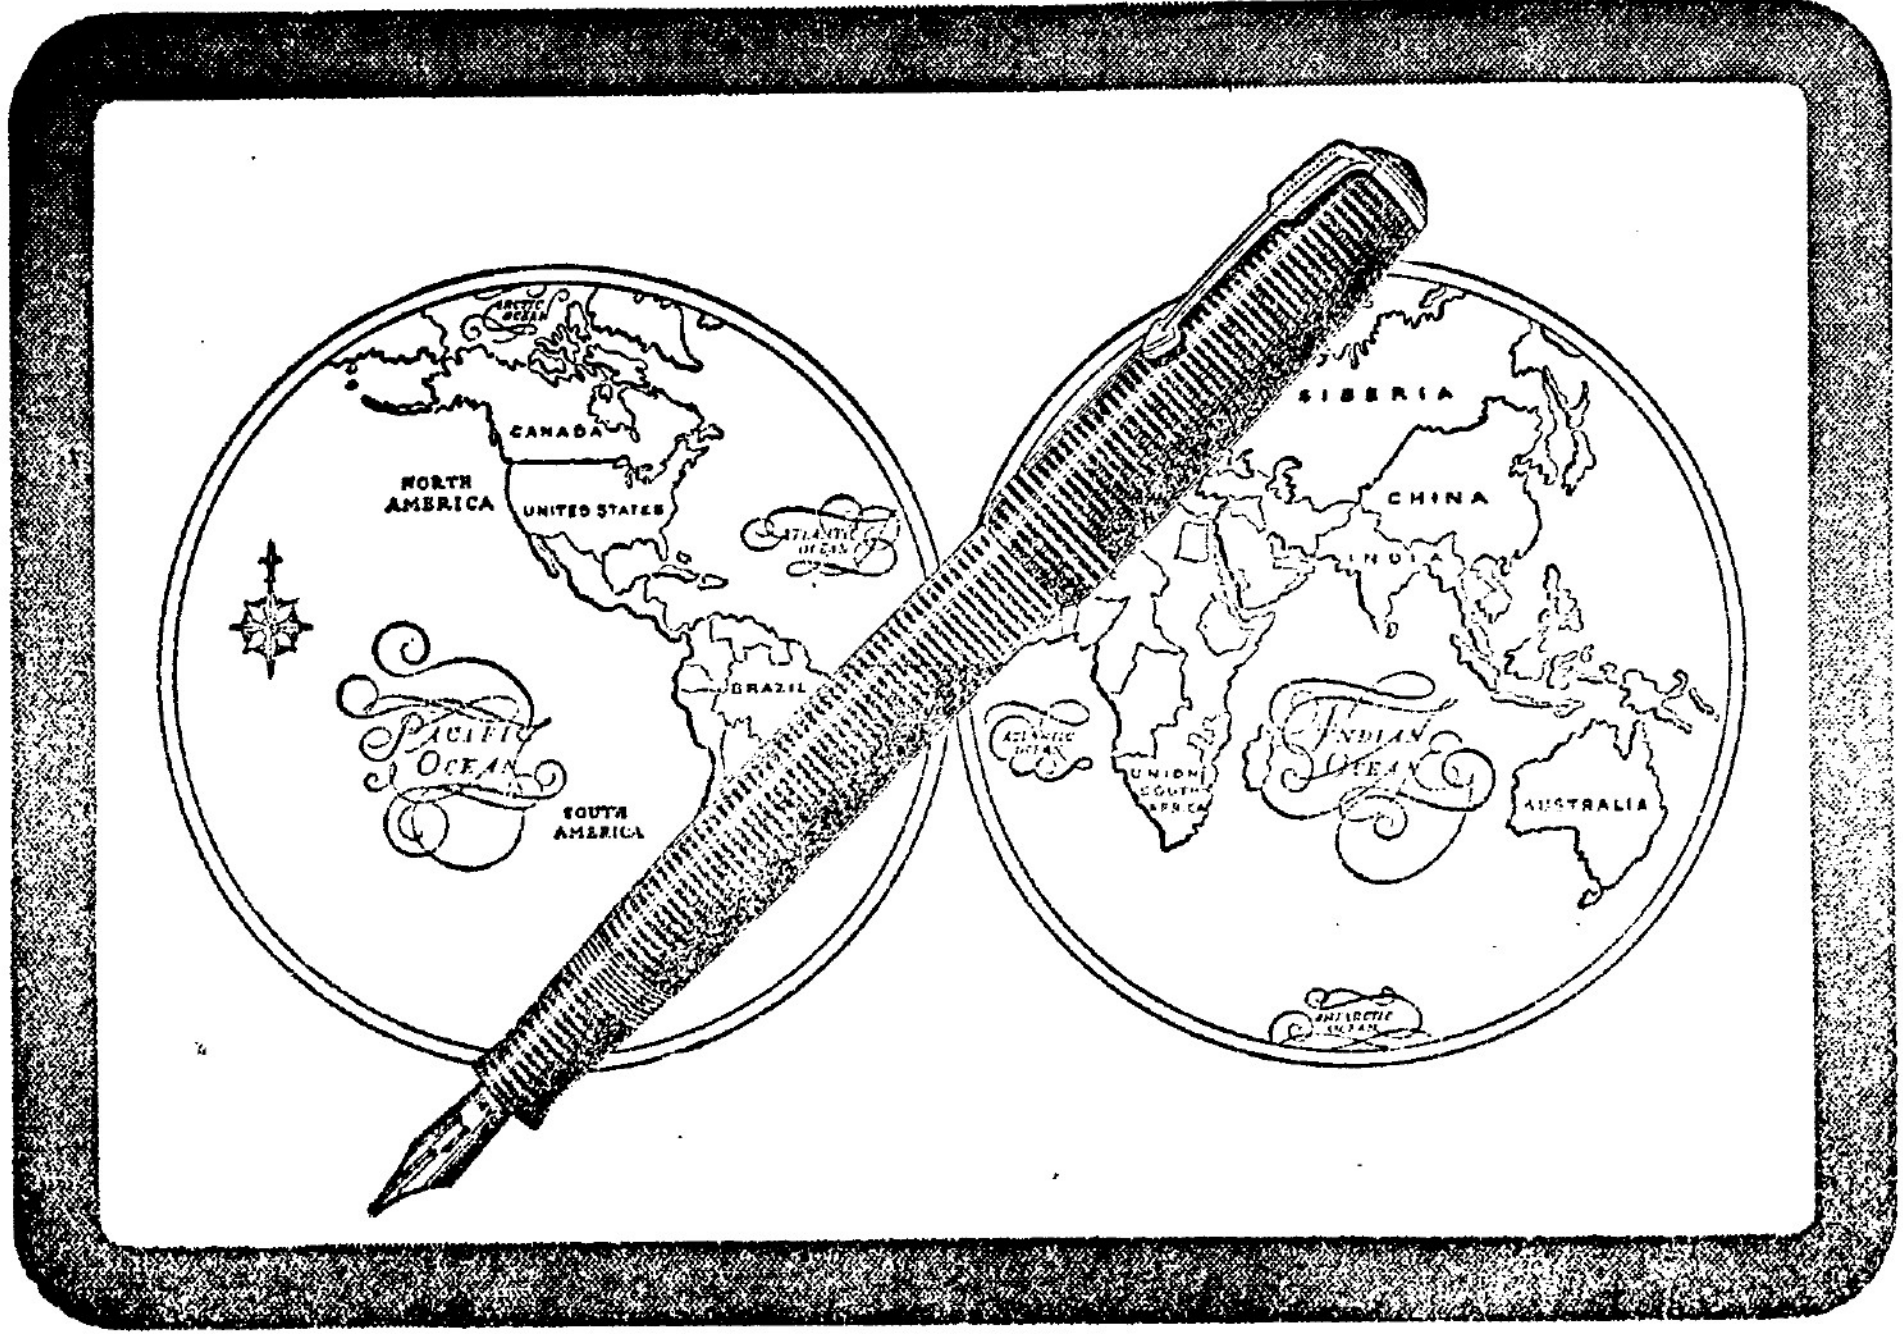 ARCTIC
OCEAN
CANADA
NORTH
AMERICA
UNITED STATES
ATLANTIC
OCEAN
BRAZIL
PACIFIC
OCEAN
SOUTH
AMERICA
SIBERIA
CHINA
INDIA
ATLANTIC
OCEAN
INDIAN
OCEAN
UNION
SOUTH
AFRICA
AUSTRALIA
ANTARCTIC
OCEAN